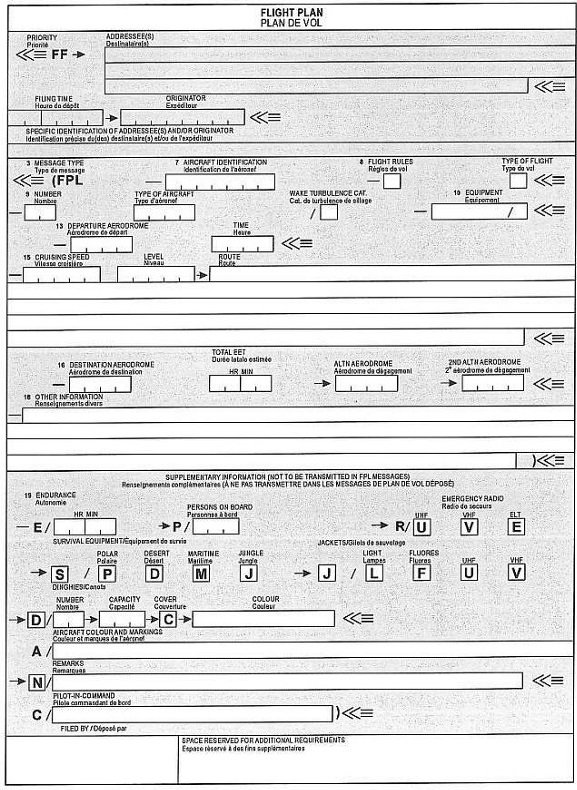 FLIGHT PLAN
PLAN DE VOL
PRIORITY ADDRESSEE(S)
Priorité Destinataire(s)
<<≡ FF →
<<≡
FILING TIME ORIGINATOR
Heure de dépôt Expéditeur
→ <<≡
SPECIFIC IDENTIFICATION OF ADDRESSEE(S) AND/OR ORIGINATOR
Identification précise du(des) destinataire(s) et/ou de l'expéditeur
3 MESSAGE TYPE 7 AIRCRAFT IDENTIFICATION 8 FLIGHT RULES TYPE OF FLIGHT
Type de message Identification de l'aéronef Règles de vol Type de vol
<<≡ (FPL — — <<≡
9 NUMBER TYPE OF AIRCRAFT WAKE TURBULENCE CAT. 10 EQUIPMENT
Nombre Type d'aéronef Cat. de turbulence de sillage Équipement
— / — / <<≡
13 DEPARTURE AERODROME TIME
Aérodrome de départ Heure
— <<≡
15 CRUISING SPEED LEVEL ROUTE
Vitesse croisière Niveau Route
— →
<<≡
TOTAL EET
16 DESTINATION AERODROME Durée totale estimée ALTN AERODROME 2ND ALTN AERODROME
Aérodrome de destination HR MIN Aérodrome de dégagement 2e aérodrome de dégagement
— → → <<≡
18 OTHER INFORMATION
Renseignements divers
—
)<<≡
SUPPLEMENTARY INFORMATION (NOT TO BE TRANSMITTED IN FPL MESSAGES)
Renseignements complémentaires (À NE PAS TRANSMETTRE DANS LES MESSAGES DE PLAN DE VOL DÉPOSÉ)
19 ENDURANCE EMERGENCY RADIO
Autonomie PERSONS ON BOARD Radio de secours
HR MIN Personnes à bord UHF VHF ELT
— E / → P / → R / U V E
SURVIVAL EQUIPMENT/Équipement de survie JACKETS/Gilets de sauvetage
POLAR DESERT MARITIME JUNGLE LIGHT FLUORES
Polaire Désert Maritime Jungle Lampes Fluores UHF VHF
→ S / P D M J → J / L F U V
DINGHIES/Canots
NUMBER CAPACITY COVER COLOUR
Nombre Capacité Couverture Couleur
→ D / → → C → <<≡
AIRCRAFT COLOUR AND MARKINGS
Couleur et marques de l'aéronef
A /
REMARKS
Remarques
→ N / <<≡
PILOT-IN-COMMAND
Pilote commandant de bord
C / )<<≡
FILED BY / Déposé par
SPACE RESERVED FOR ADDITIONAL REQUIREMENTS
Espace réservé à des fins supplémentaires